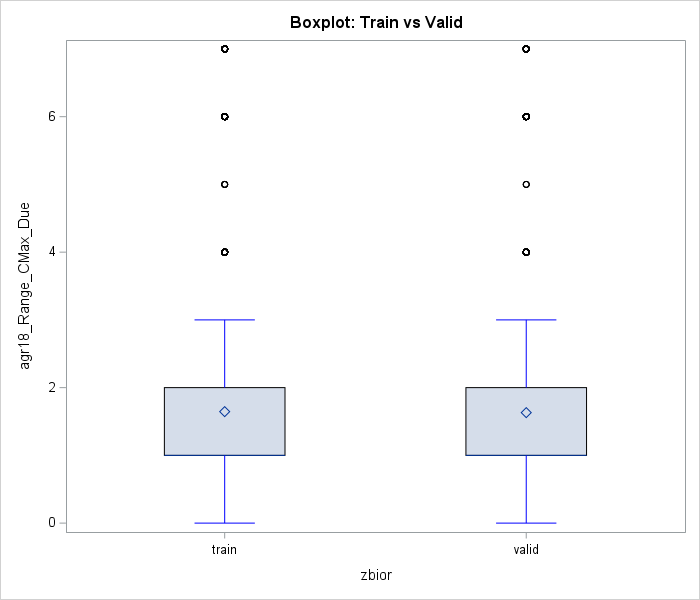 Boxplot: Train vs Valid
agr18_Range_CMax_Due
6
4
2
0
train
valid
zbior